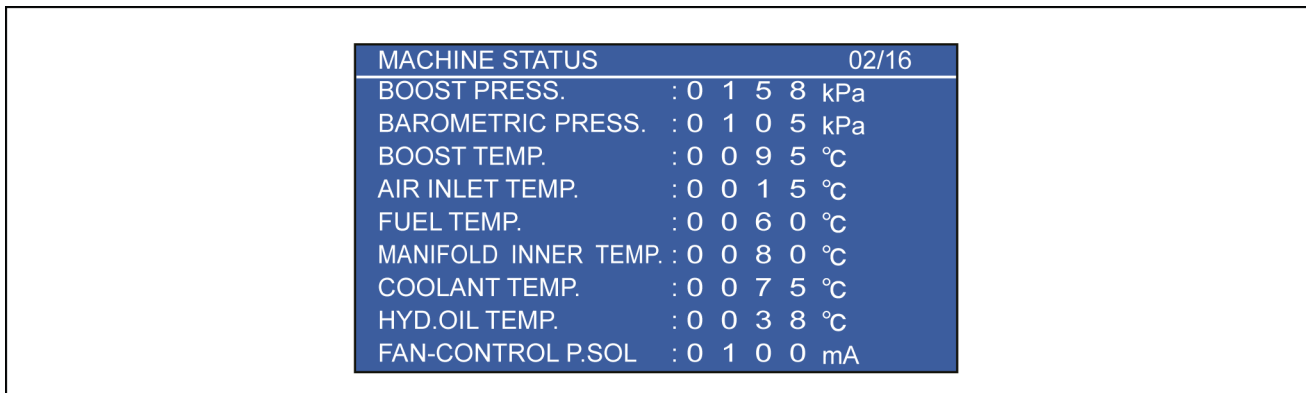 MACHINE STATUS 02/16
BOOST PRESS. : 0 1 5 8 kPa
BAROMETRIC PRESS. : 0 1 0 5 kPa
BOOST TEMP. : 0 0 9 5 ℃
AIR INLET TEMP. : 0 0 1 5 ℃
FUEL TEMP. : 0 0 6 0 ℃
MANIFOLD INNER TEMP. : 0 0 8 0 ℃
COOLANT TEMP. : 0 0 7 5 ℃
HYD.OIL TEMP. : 0 0 3 8 ℃
FAN-CONTROL P.SOL : 0 1 0 0 mA